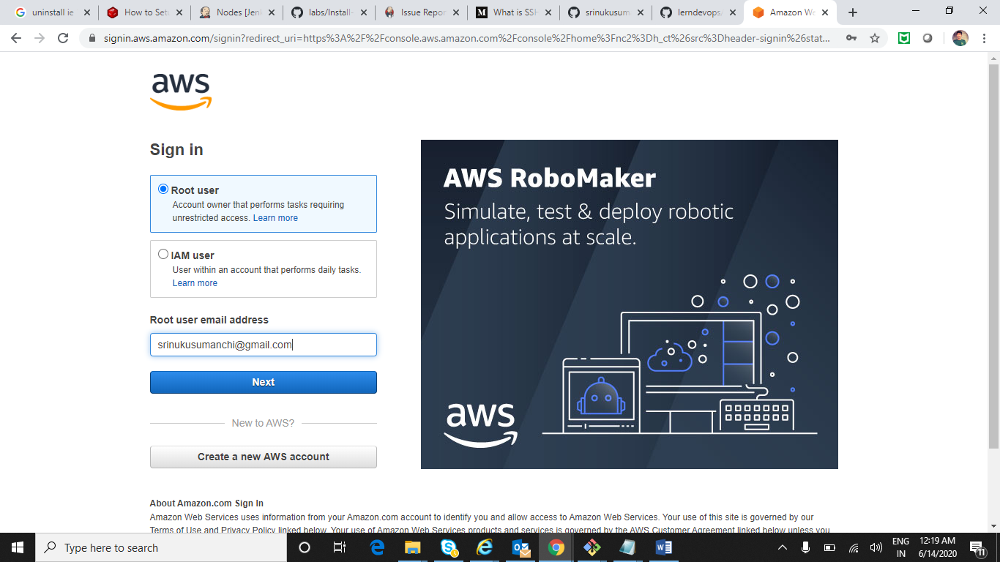 uninstall ie
How to Setu
Nodes [Jenk
labs/Install-
Issue Repor
What is SSH
srinukusum
lerndevops/
Amazon We
signin.aws.amazon.com/signin?redirect_uri=https%3A%2F%2Fconsole.aws.amazon.com%2Fconsole%2Fhome%3Fnc2%3Dh_ct%26src%3Dheader-signin%26stat...
aws
Sign in
Root user
Account owner that performs tasks requiring
unrestricted access. Learn more
IAM user
User within an account that performs daily tasks.
Learn more
Root user email address
srinukusumanchi@gmail.com
Next
New to AWS?
Create a new AWS account
AWS RoboMaker
Simulate, test & deploy robotic
applications at scale.
aws
About Amazon.com Sign In
Amazon Web Services uses information from your Amazon.com account to identify you and allow access to Amazon Web Services. Your use of this site is governed by our
Terms of Use and Privacy Policy linked below. Your use of Amazon Web Services products and services is governed by the AWS Customer Agreement linked below unless you
Type here to search
ENG
IN
12:19 AM
6/14/2020
11